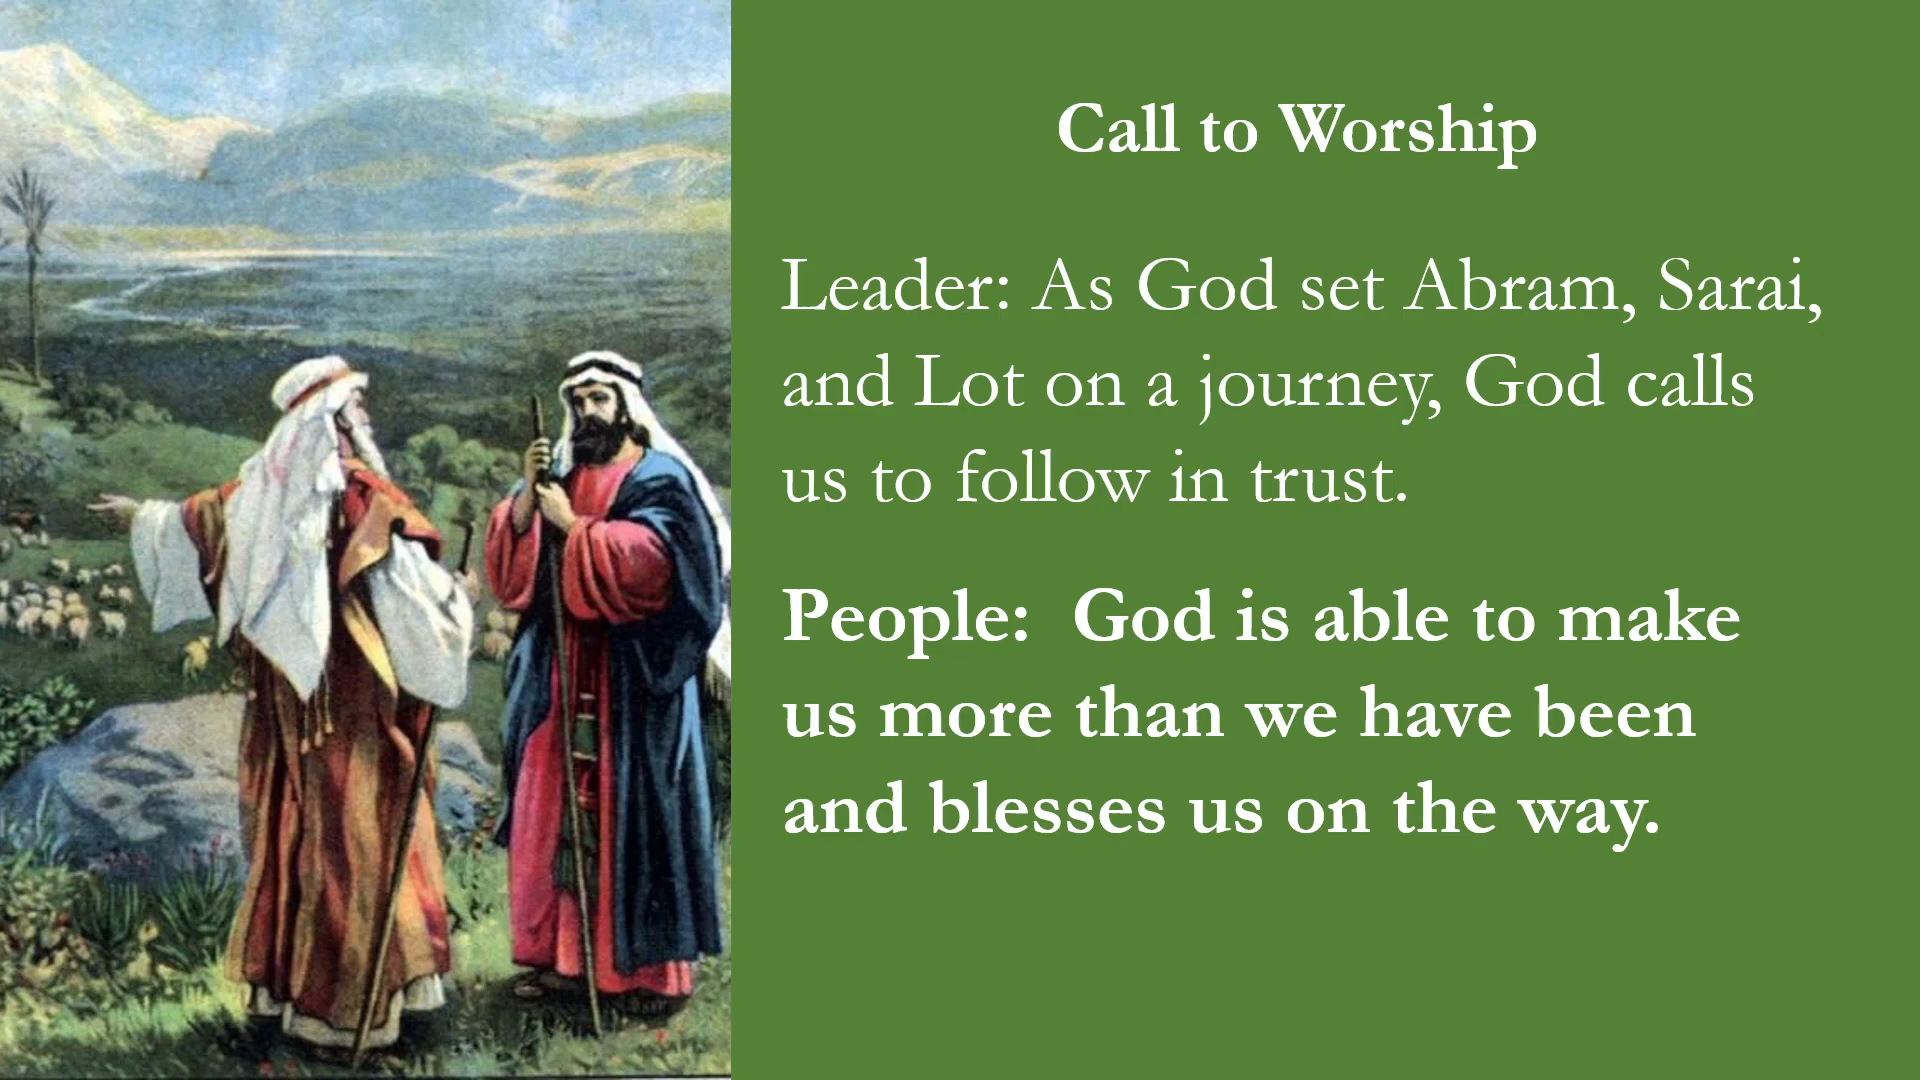 Call to Worship
Leader: As God set Abram, Sarai,
and Lot on a journey, God calls
us to follow in trust.
People:  God is able to make
us more than we have been
and blesses us on the way.